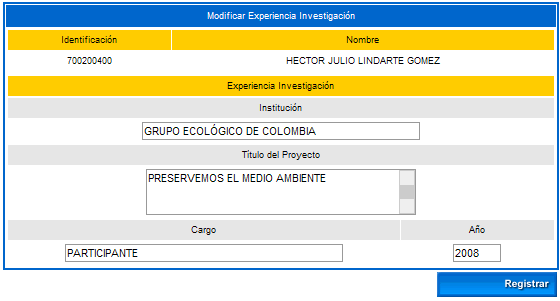 Modificar Experiencia Investigación
Identificación Nombre
700200400 HECTOR JULIO LINDARTE GOMEZ
Experiencia Investigación
Institución
GRUPO ECOLÓGICO DE COLOMBIA
Título del Proyecto
PRESERVEMOS EL MEDIO AMBIENTE
Cargo Año
PARTICIPANTE 2008
Registrar